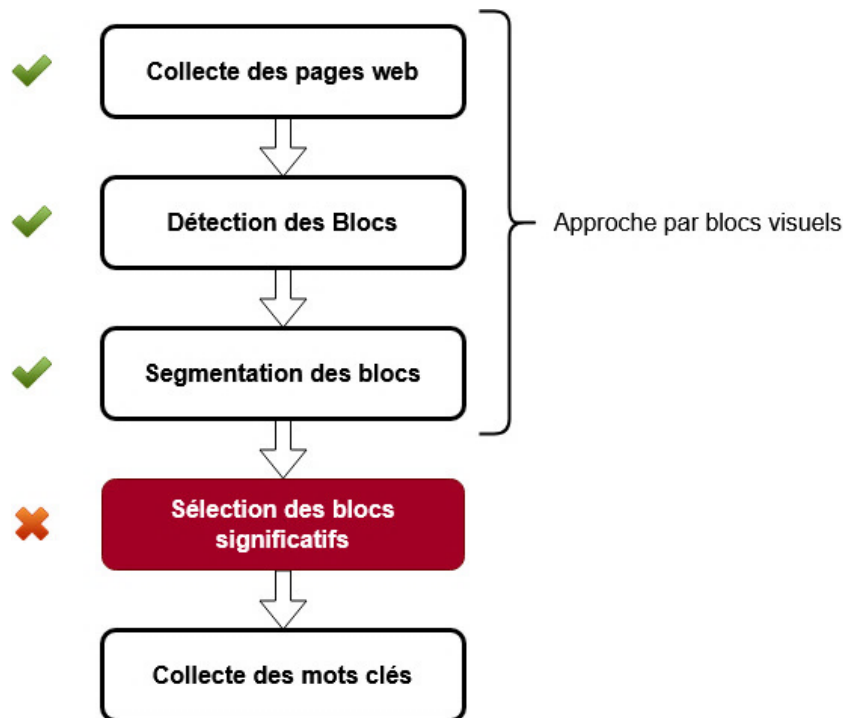 Collecte des pages web
Détection des Blocs
Approche par blocs visuels
Segmentation des blocs
Sélection des blocs
significatifs
Collecte des mots clés